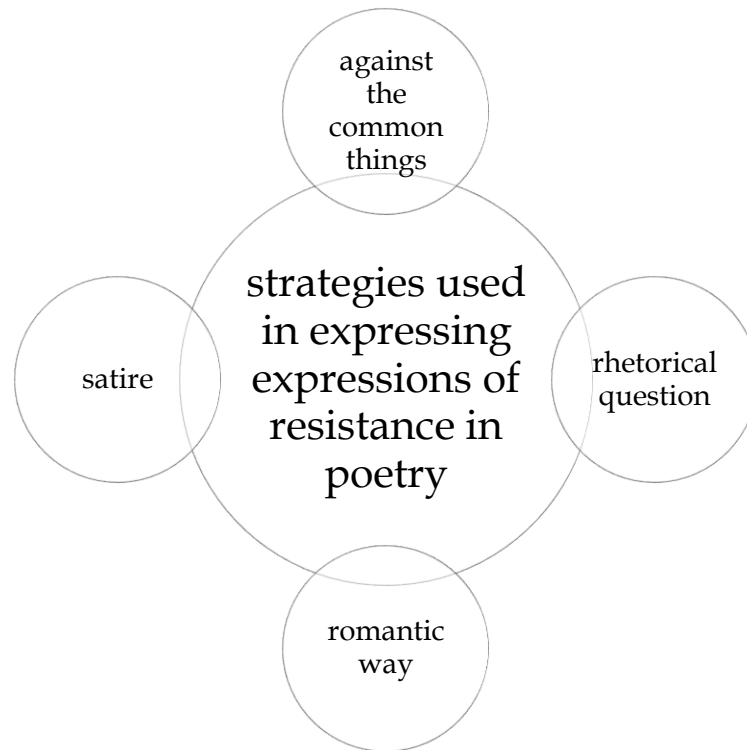 against
the
common
things
strategies used
in expressing
expressions of
resistance in
poetry
satire
rhetorical
question
romantic
way